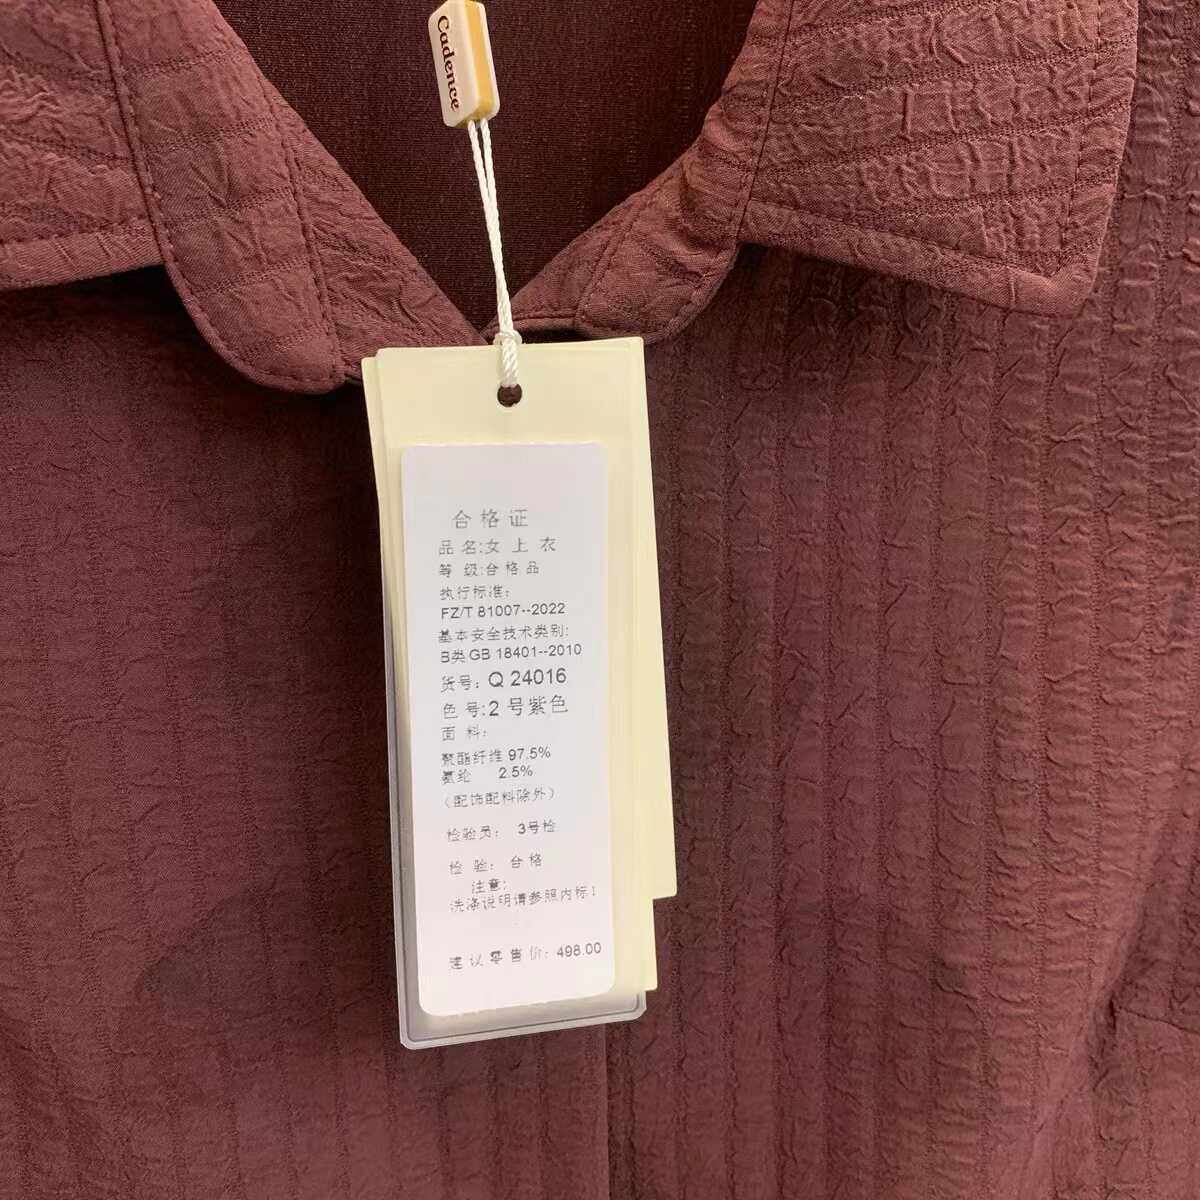 Cadence
合格证
品名:女上衣
等级:合格品
执行标准:
FZ/T 81007--2022
基本安全技术类别:
B类 GB 18401--2010
货号: Q 24016
色号:2号紫色
面料:
聚酯纤维 97.5%
氨纶 2.5%
(配饰配料除外)
检验员: 3号检
检验: 合格
注意:
洗涤说明请参照内标!
建议零售价: 498.00